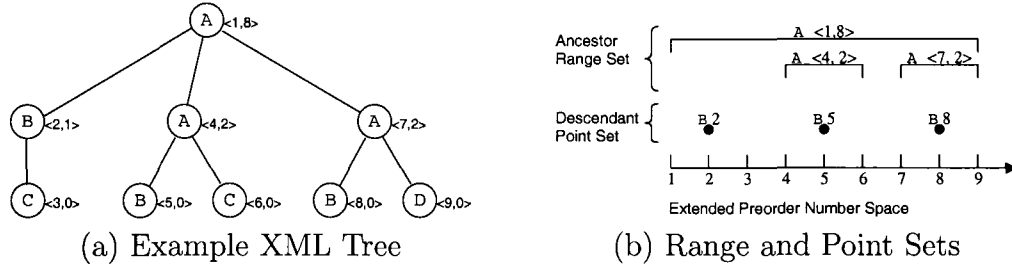 A <1,8>
B <2,1> A <4,2> A <7,2>
C <3,0> B <5,0> C <6,0> B <8,0> D <9,0>
(a) Example XML Tree
Ancestor
Range Set
A <1,8>
A <4,2> A <7,2>
Descendant
Point Set
B 2 B 5 B 8
1 2 3 4 5 6 7 8 9
Extended Preorder Number Space
(b) Range and Point Sets